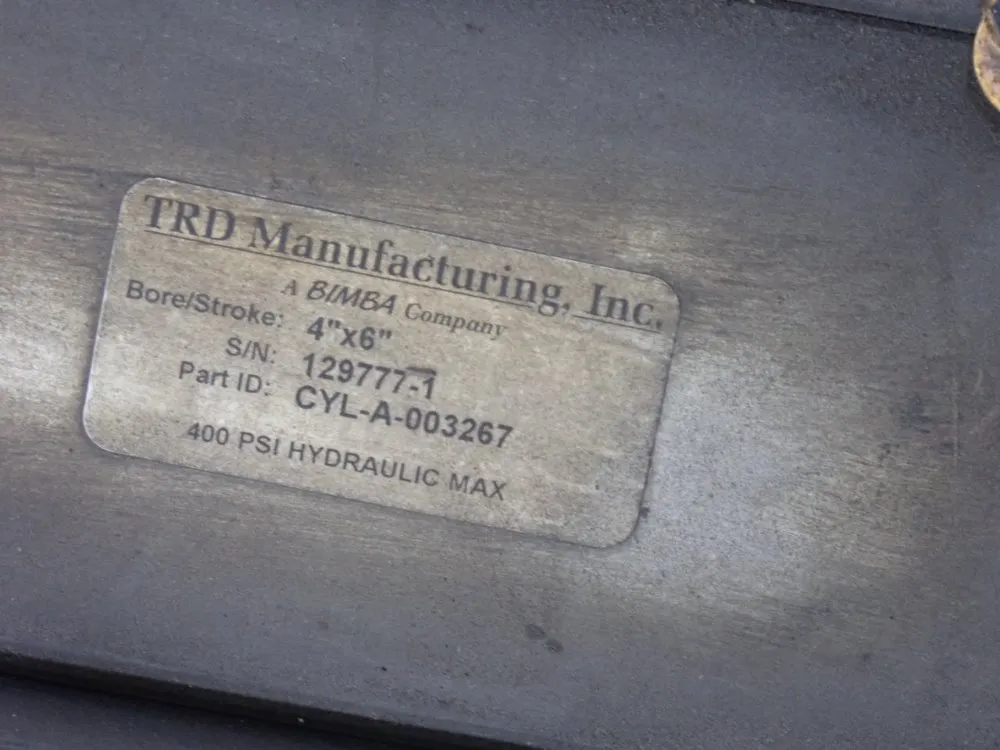 TRD Manufacturing, Inc.
A BIMBA Company
Bore/Stroke: 4"x6"
S/N: 129777-1
Part ID: CYL-A-003267
400 PSI HYDRAULIC MAX